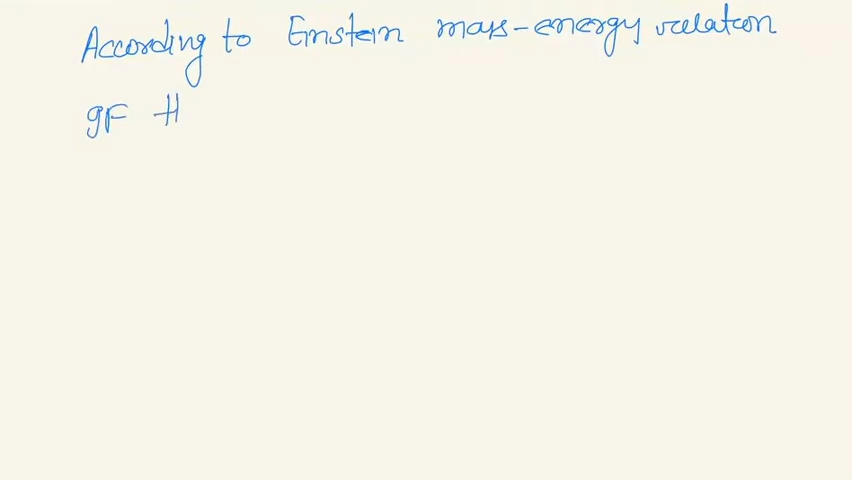 According to Einstein mass-energy relation
If